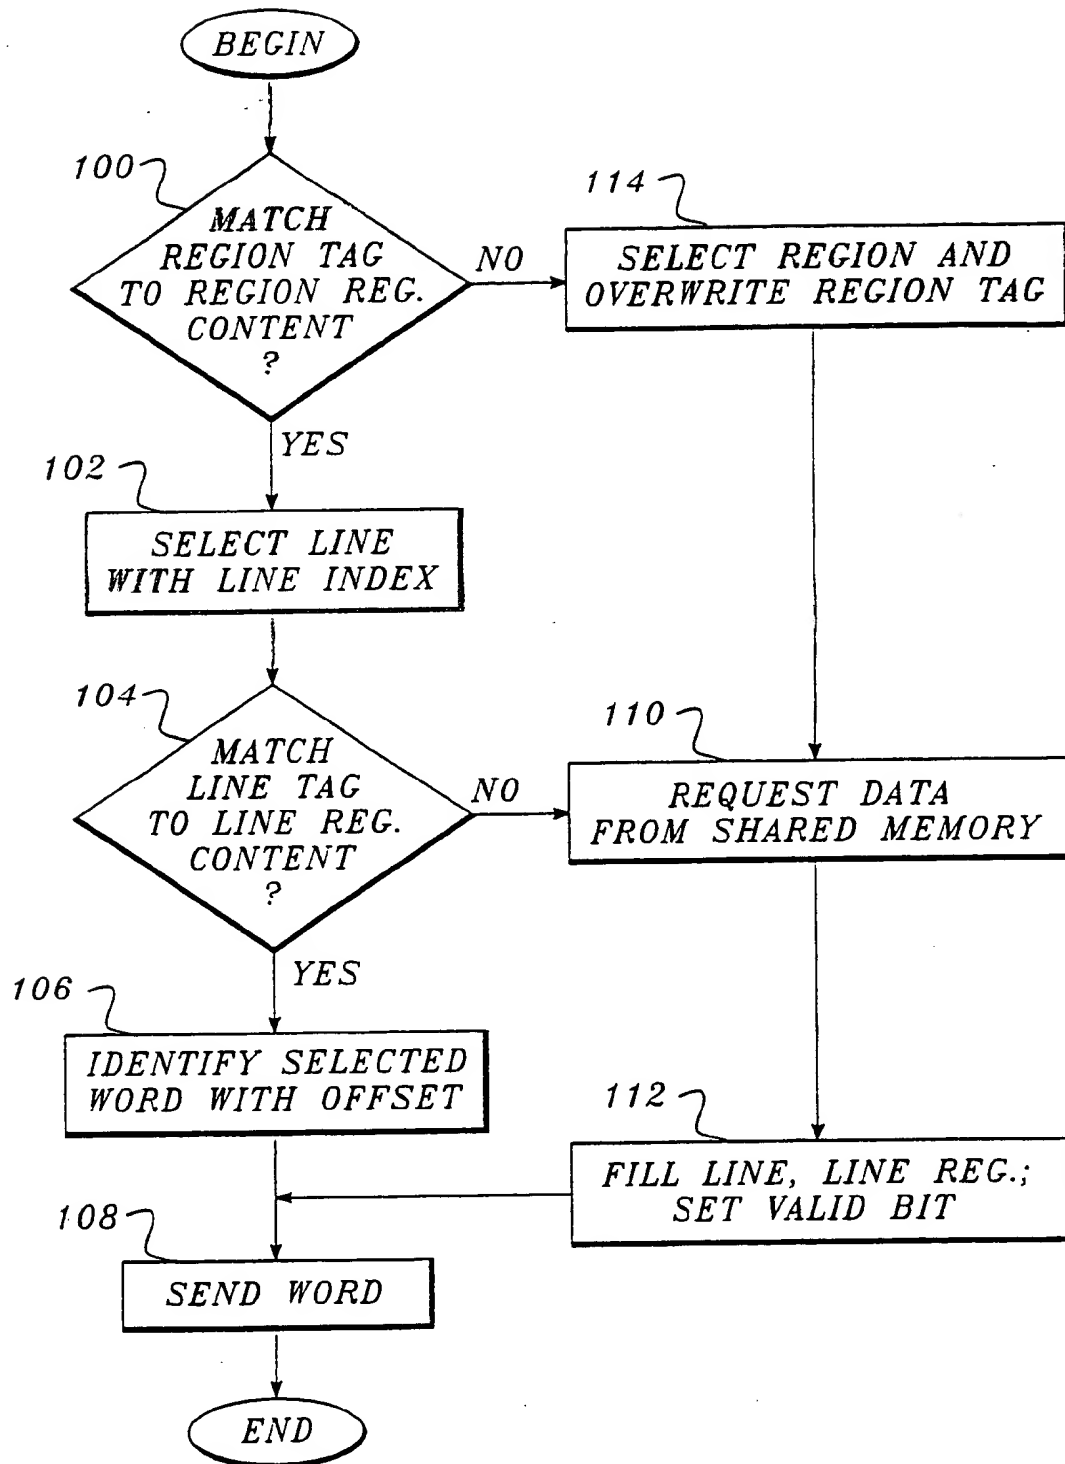 BEGIN
100
MATCH
REGION TAG
TO REGION REG.
CONTENT
?
NO
114
SELECT REGION AND
OVERWRITE REGION TAG
YES
102
SELECT LINE
WITH LINE INDEX
104
MATCH
LINE TAG
TO LINE REG.
CONTENT
?
NO
110
REQUEST DATA
FROM SHARED MEMORY
YES
106
IDENTIFY SELECTED
WORD WITH OFFSET
112
FILL LINE, LINE REG.;
SET VALID BIT
108
SEND WORD
END